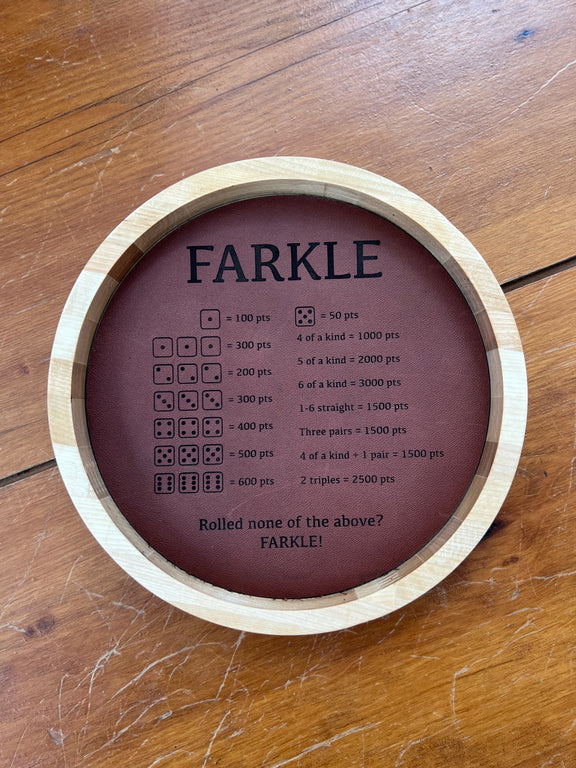 FARKLE
= 100 pts
= 300 pts
= 200 pts
= 300 pts
= 400 pts
= 500 pts
= 600 pts
= 50 pts
4 of a kind = 1000 pts
5 of a kind = 2000 pts
6 of a kind = 3000 pts
1-6 straight = 1500 pts
Three pairs = 1500 pts
4 of a kind + 1 pair = 1500 pts
2 triples = 2500 pts
Rolled none of the above?
FARKLE!